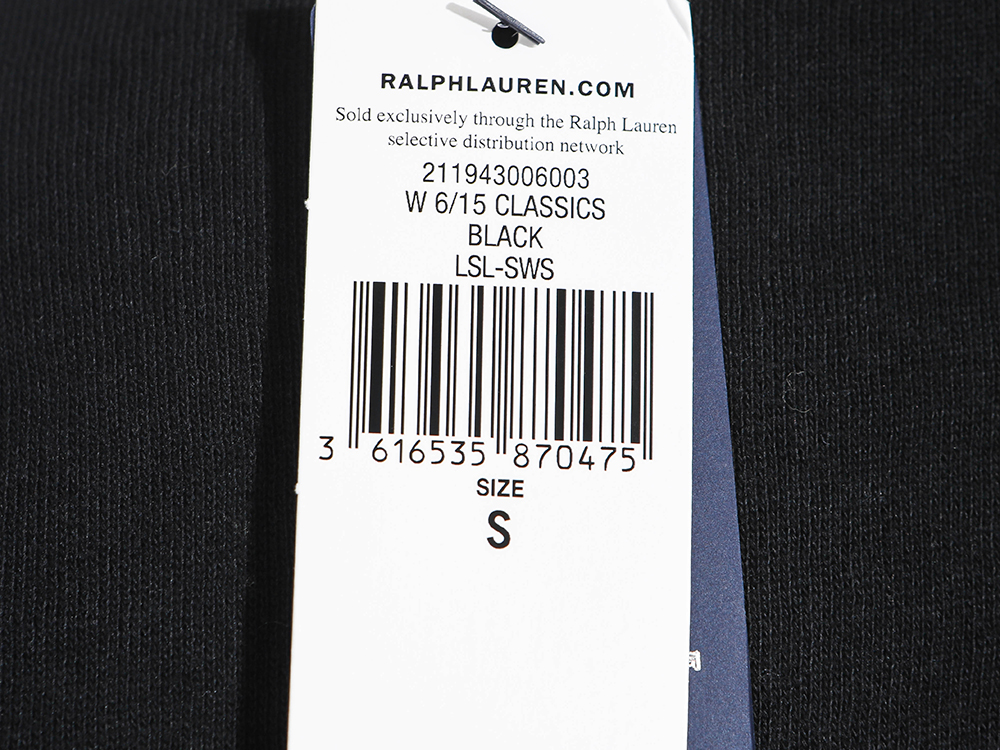 RALPHLAUREN.COM
Sold exclusively through the Ralph Lauren
selective distribution network
211943006003
W 6/15 CLASSICS
BLACK
LSL-SWS
3 616535 870475
SIZE
S